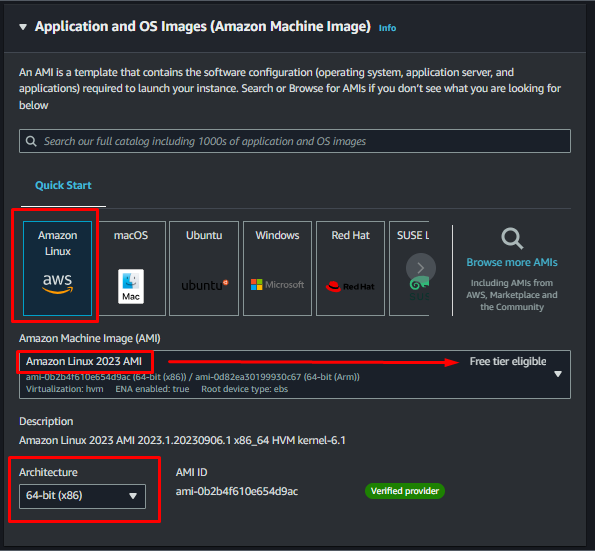 Application and OS Images (Amazon Machine Image) Info
An AMI is a template that contains the software configuration (operating system, application server, and
applications) required to launch your instance. Search or Browse for AMIs if you don't see what you are looking for
below
Search our full catalog including 1000s of application and OS images
Quick Start
Amazon
Linux
aws
macOS
Mac
Ubuntu
ubuntu
Windows
Microsoft
Red Hat
Red Hat
SUSE L
Browse more AMIs
Including AMIs from
AWS, Marketplace and
the Community
Amazon Machine Image (AMI)
Amazon Linux 2023 AMI
Free tier eligible
ami-0b2b4f610e654d9ac (64-bit (x86)) / ami-0d82ea30199930c67 (64-bit (Arm))
Virtualization: hvm ENA enabled: true Root device type: ebs
Description
Amazon Linux 2023 AMI 2023.1.20230906.1 x86_64 HVM kernel-6.1
Architecture
64-bit (x86)
AMI ID
ami-0b2b4f610e654d9ac
Verified provider